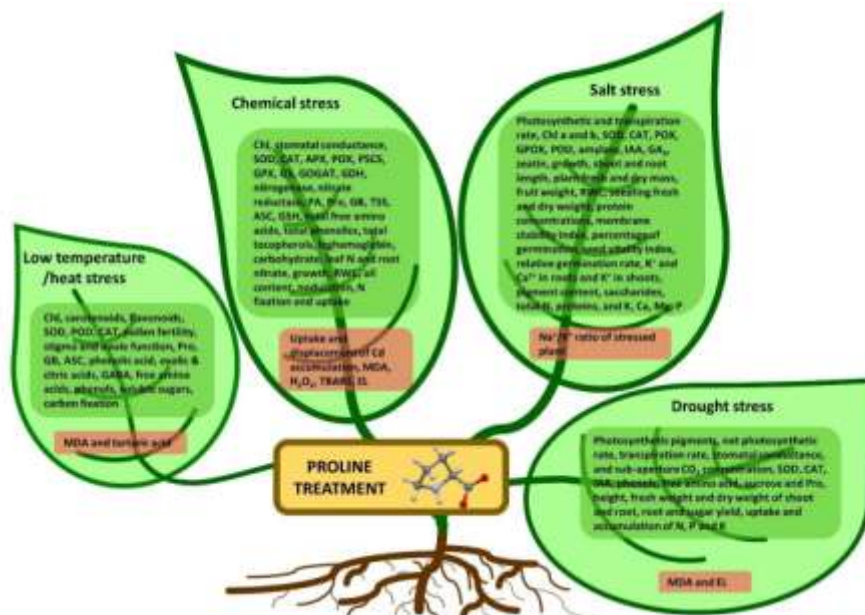 Chemical stress
Chl, stomatal conductance,
SOD, CAT, APX, POX, P5CS,
GPX, GS, GOGAT, GDH,
nitrogenase, nitrate
reductase, PA, Pro, GB, TSS,
ASC, GSH, total free amino
acids, total phenolics, total
tocopherols, leghemoglobin,
carbohydrate, leaf N and root
nitrate, growth, RWC, oil
content, nodulation, N
fixation and uptake
Uptake and
displacement of Cd
accumulation, MDA,
H₂O₂, TBARS, EL
Salt stress
Photosynthetic and transpiration
rate, Chl a and b, SOD, CAT, POX,
GPOX, POD, amylase, IAA, GA₃,
zeatin, growth, shoot and root
length, plant fresh and dry mass,
fruit weight, RWC, seedling fresh
and dry weight, protein
concentrations, membrane
stability index, percentage of
germination, seed vitality index,
relative germination rate, K⁺ and
Ca²⁺ in roots and K⁺ in shoots,
pigment content, saccharides,
total N, proteins, and K, Ca, Mg, P
Na⁺/K⁺ ratio of stressed
plant
Low temperature
/heat stress
Chl, carotenoids, flavonoids,
SOD, POD, CAT, pollen fertility,
stigma and ovule function, Pro,
GB, ASC, phenolic acid, oxalic &
citric acids, GABA, free amino
acids, phenols, soluble sugars,
carbon fixation
MDA and tartaric acid
PROLINE
TREATMENT
Drought stress
Photosynthetic pigments, net photosynthetic
rate, transpiration rate, stomatal conductance,
and sub-aperture CO₂ concentration, SOD, CAT,
IAA, phenols, free amino acid, sucrose and Pro,
height, fresh weight and dry weight of shoot
and root, root and sugar yield, uptake and
accumulation of N, P and K
MDA and EL